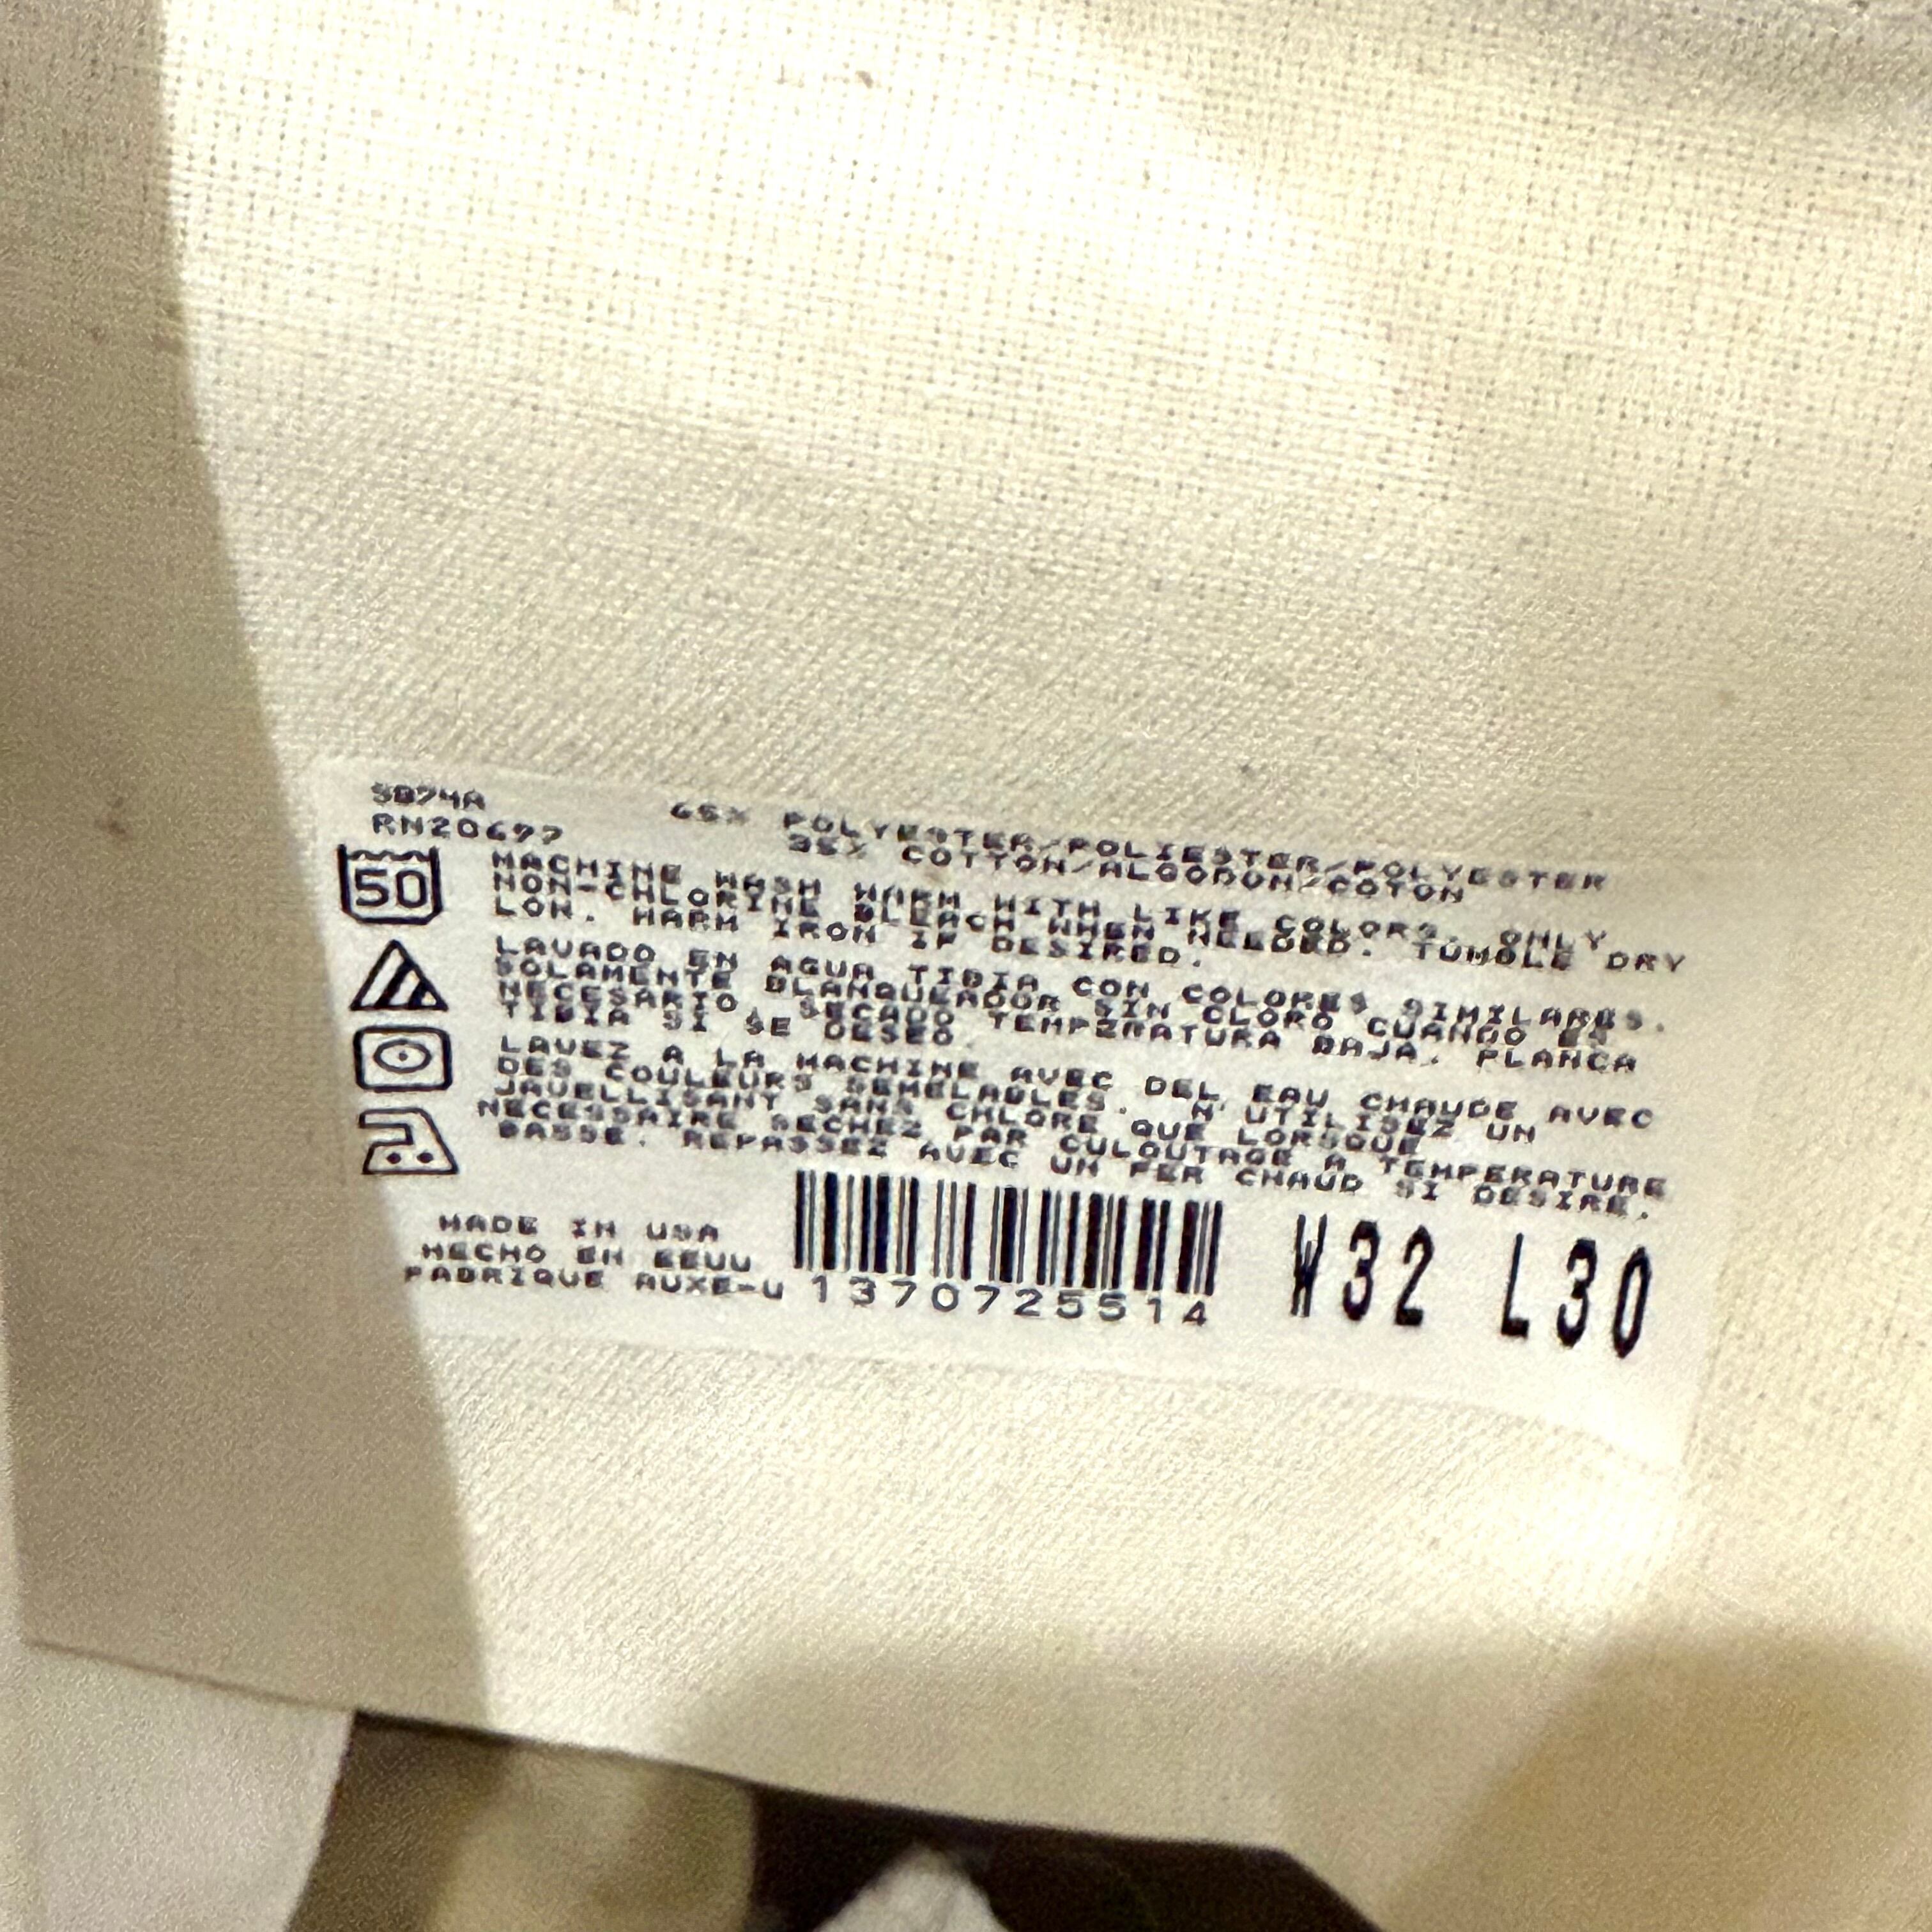 SB74A
RN20697
65% POLYESTER/POLIESTER/POLYESTER
35% COTTON/ALGODON/COTON
50
MACHINE WASH WARM WITH LIKE COLORS. ONLY
NON-CHLORINE BLEACH WHEN NEEDED. TUMBLE DRY
LOW. WARM IRON IF DESIRED.
LAVADO EN AGUA TIBIA CON COLORES SIMILARES.
SOLAMENTE BLANQUEADOR SIN CLORO CUANDO ES
NECESARIO. SECADO TEMPERATURA BAJA. PLANCA
TIBIA SI SE DESEO.
LAVEZ A LA MACHINE AVEC DEL EAU CHAUDE AVEC
DES COULEURS SEMELABLES. N'UTILISEZ UN
JAVELLISANT SANS CHLORE QUE LORSQUE
NECESSAIRE SECHEZ PAR CULOUTAGE A TEMPERATURE
BASSE. REPASSEZ AVEC UN FER CHAUD SI DESIRE.
MADE IN USA
HECHO EN EEUU
FABRIQUE AUXE-U
1370725514
W32 L30